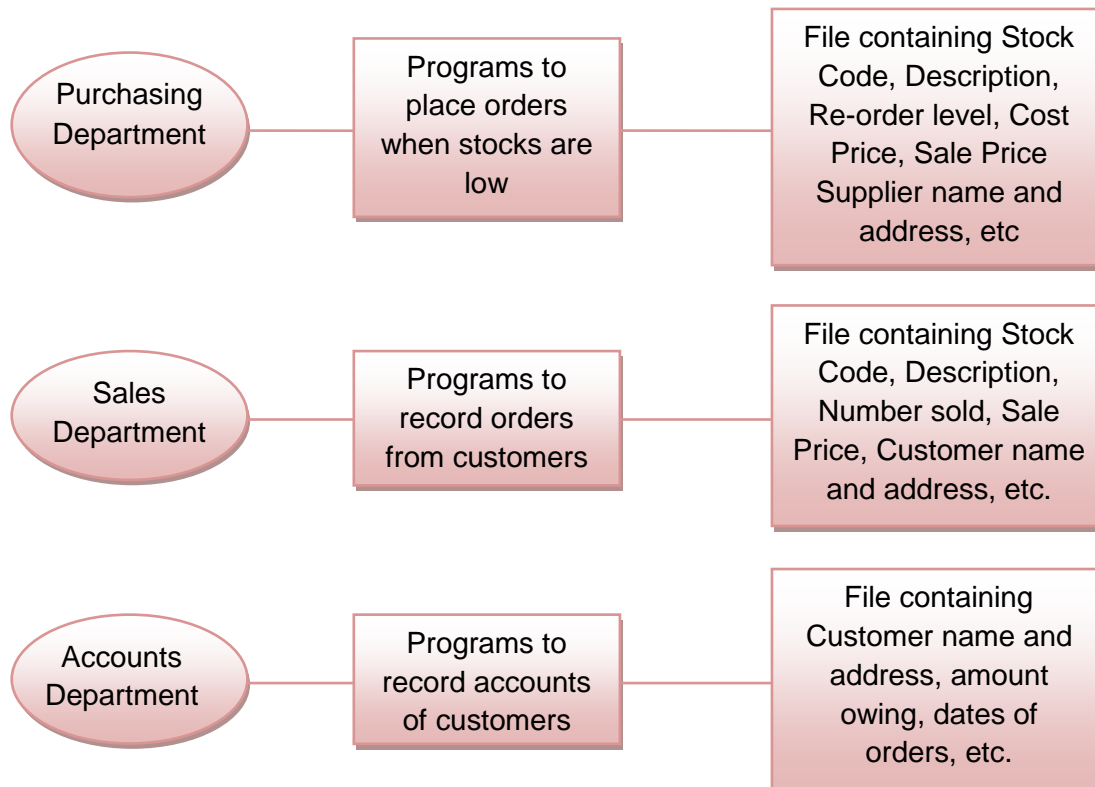 Purchasing
Department
Programs to
place orders
when stocks are
low
File containing Stock
Code, Description,
Re-order level, Cost
Price, Sale Price
Supplier name and
address, etc
Sales
Department
Programs to
record orders
from customers
File containing Stock
Code, Description,
Number sold, Sale
Price, Customer name
and address, etc.
Accounts
Department
Programs to
record accounts
of customers
File containing
Customer name and
address, amount
owing, dates of
orders, etc.